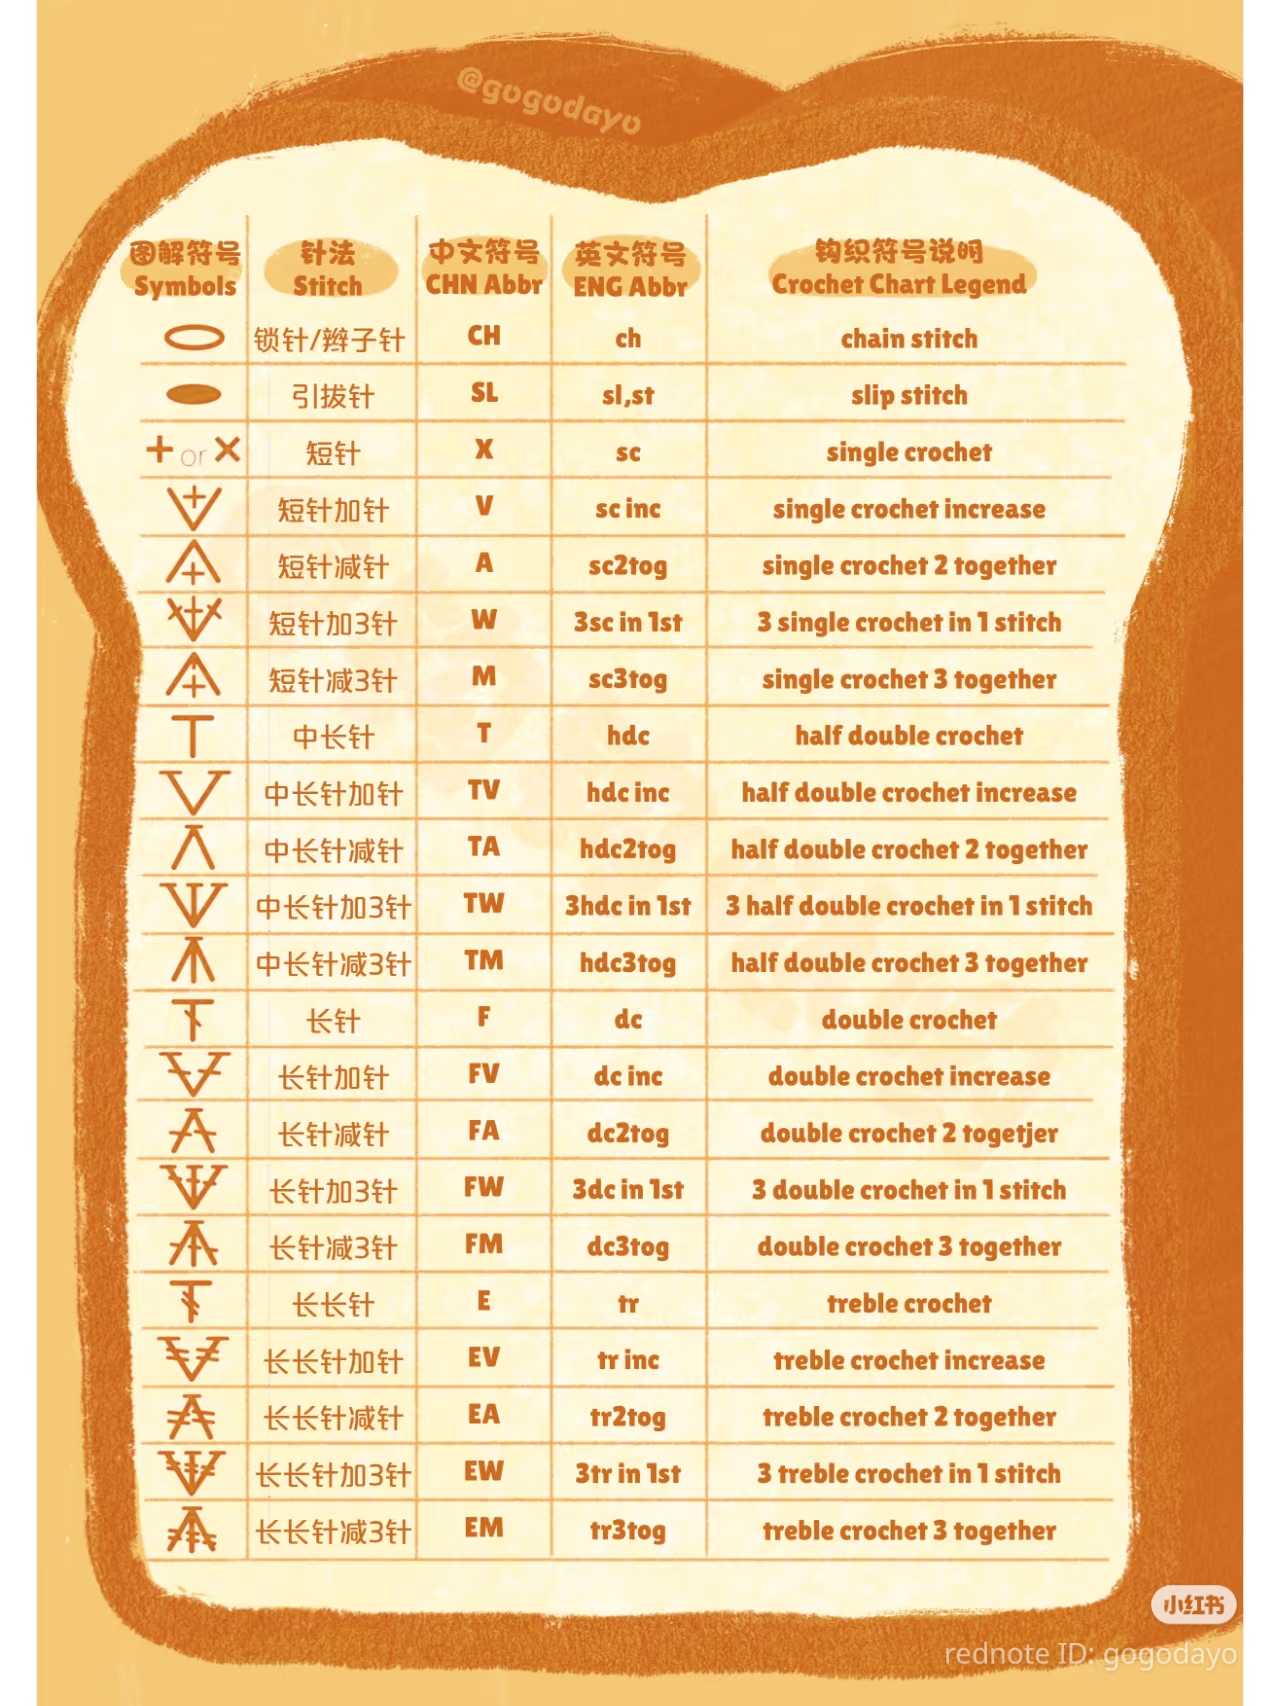 @gogodayo
图解符号 针法 中文符号 英文符号 钩织符号说明
Symbols Stitch CHN Abbr ENG Abbr Crochet Chart Legend
锁针/辫子针 CH ch chain stitch
引拔针 SL sl,st slip stitch
+ or × 短针 X sc single crochet
短针加针 V sc inc single crochet increase
短针减针 A sc2tog single crochet 2 together
短针加3针 W 3sc in 1st 3 single crochet in 1 stitch
短针减3针 M sc3tog single crochet 3 together
中长针 T hdc half double crochet
中长针加针 TV hdc inc half double crochet increase
中长针减针 TA hdc2tog half double crochet 2 together
中长针加3针 TW 3hdc in 1st 3 half double crochet in 1 stitch
中长针减3针 TM hdc3tog half double crochet 3 together
长针 F dc double crochet
长针加针 FV dc inc double crochet increase
长针减针 FA dc2tog double crochet 2 togetjer
长针加3针 FW 3dc in 1st 3 double crochet in 1 stitch
长针减3针 FM dc3tog double crochet 3 together
长长针 E tr treble crochet
长长针加针 EV tr inc treble crochet increase
长长针减针 EA tr2tog treble crochet 2 together
长长针加3针 EW 3tr in 1st 3 treble crochet in 1 stitch
长长针减3针 EM tr3tog treble crochet 3 together
小红书
rednote ID: gogodayo